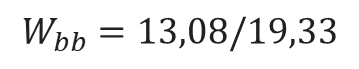 W_bb = 13,08/19,33